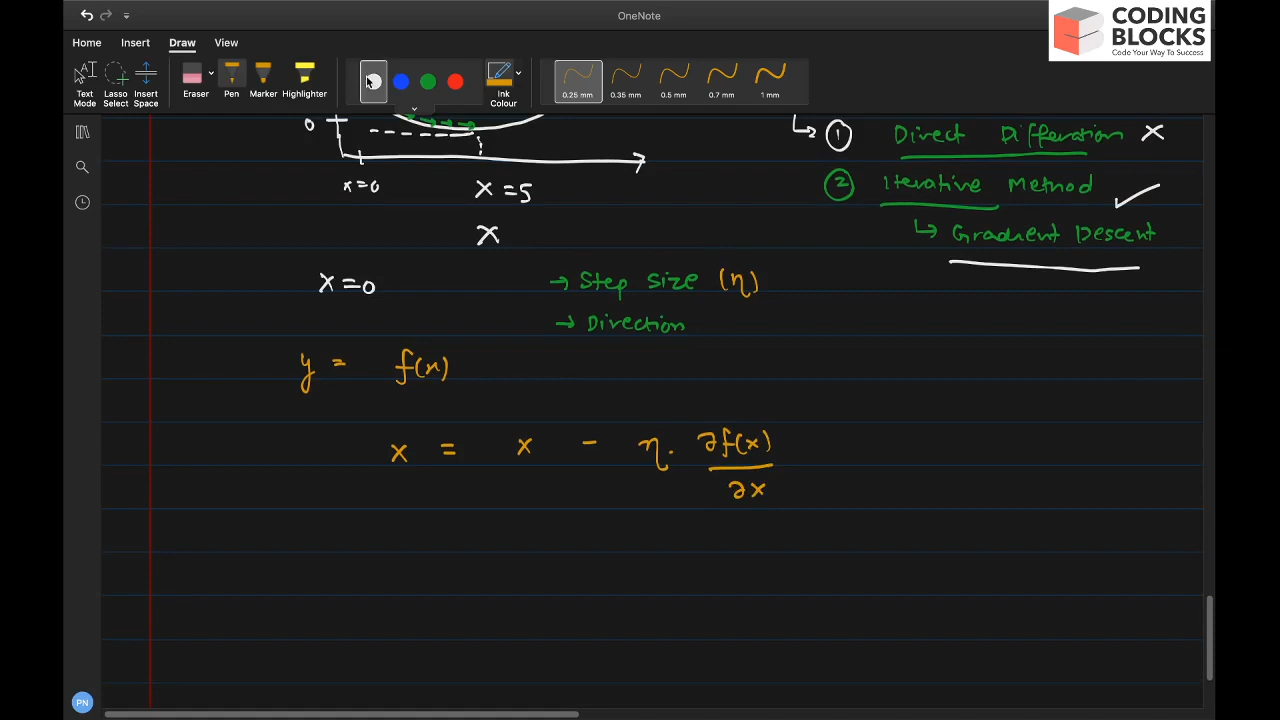 OneNote
CODING
BLOCKS
Code Your Way To Success
Home Insert Draw View
Text Mode
Lasso Select
Insert Space
Eraser
Pen
Marker
Highlighter
Ink Colour
0.25 mm 0.35 mm 0.5 mm 0.7 mm 1 mm
0
x=0
x = 5
x
↳ ① Direct Differation ×
② Iterative Method ✓
↳ Gradient Descent
x = 0
→ Step size (η)
→ Direction
y = f(x)
x = x - η. ∂f(x)
∂x
PN